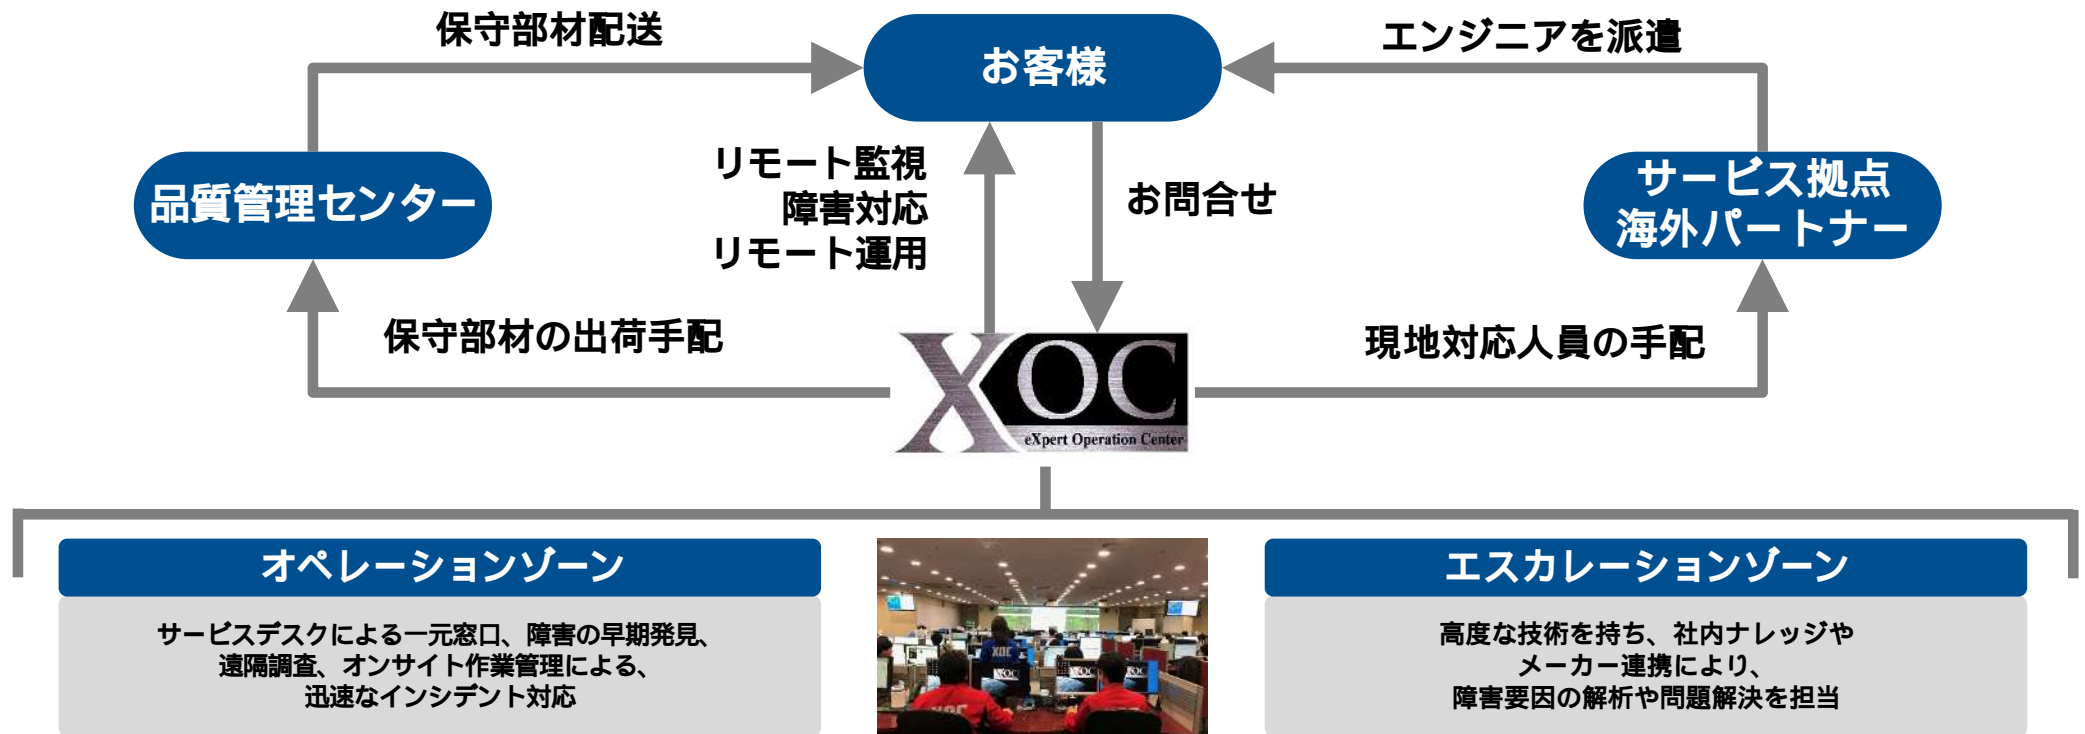 保守部材配送
お客様
エンジニアを派遣
品質管理センター
リモート監視
障害対応
リモート運用
お問合せ
サービス拠点
海外パートナー
保守部材の出荷手配
XOC
eXpert Operation Center
現地対応人員の手配
オペレーションゾーン
サービスデスクによる一元窓口、障害の早期発見、
遠隔調査、オンサイト作業管理による、
迅速なインシデント対応
XOC
XOC
XOC
XOC
XOC
エスカレーションゾーン
高度な技術を持ち、社内ナレッジや
メーカー連携により、
障害要因の解析や問題解決を担当